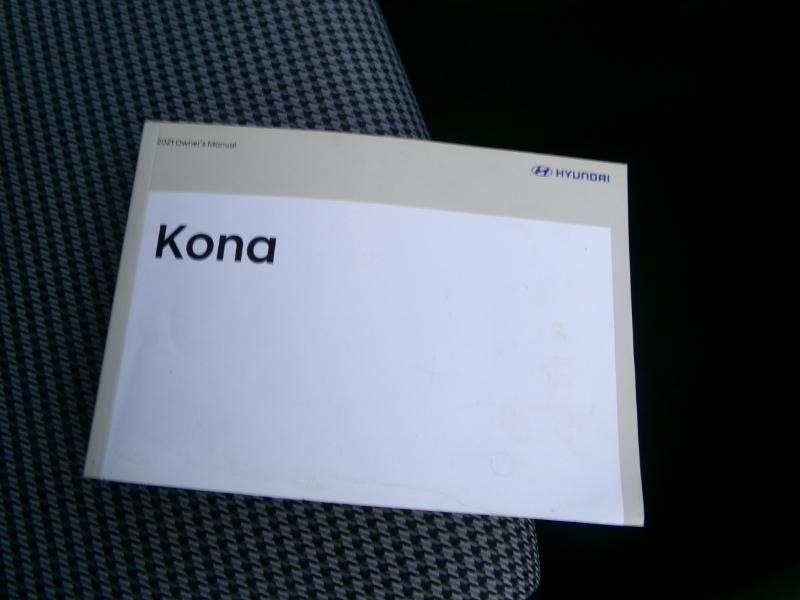 2021 Owner's Manual
HYUNDAI
Kona